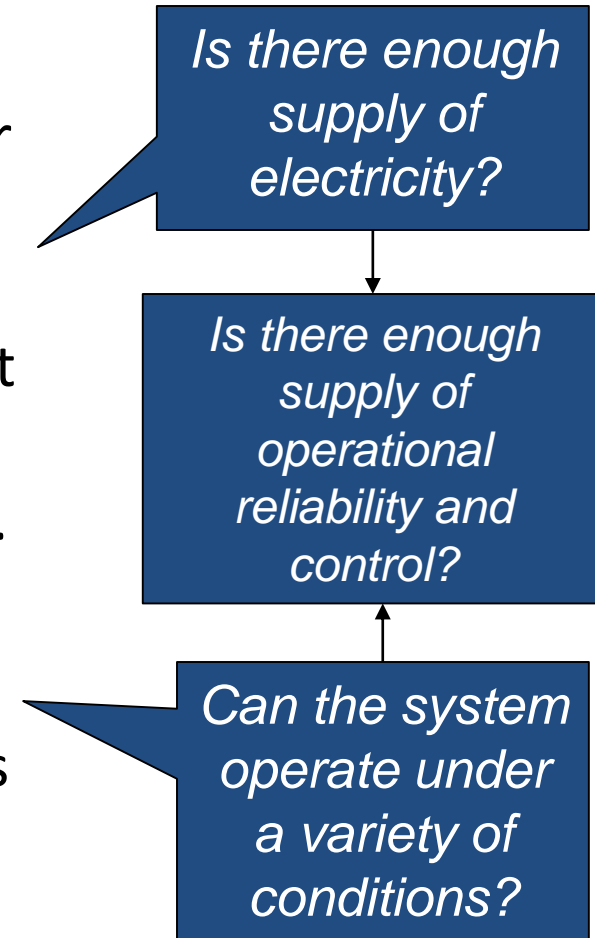 Is there enough
supply of
electricity?
r
t
Is there enough
supply of
operational
reliability and
control?
.
s
Can the system
operate under
a variety of
conditions?